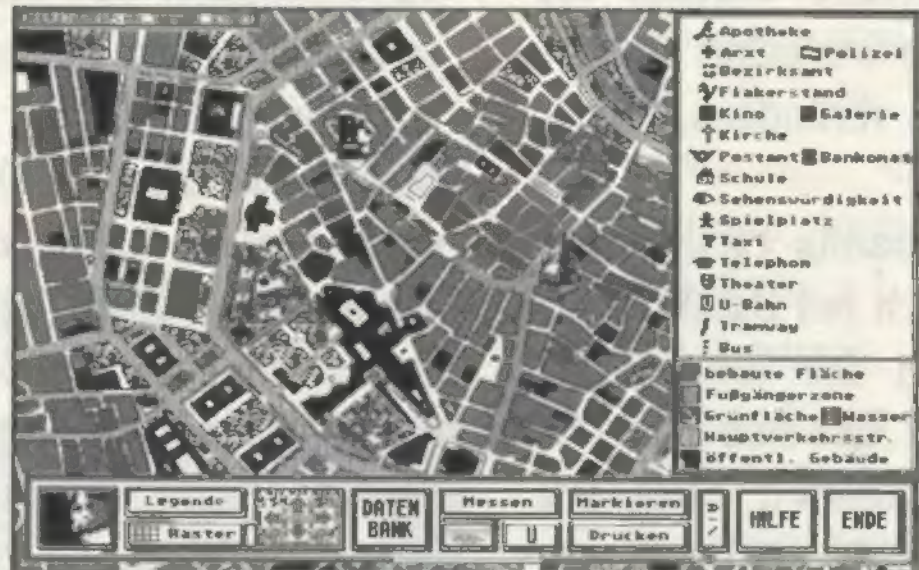 Apotheke
Arzt Polizei
Bezirksamt
Fiakerstand
Kino Galerie
Kirche
Postamt Bankomat
Schule
Sehenswürdigkeit
Spielplatz
Taxi
Telephon
Theater
U U-Bahn
Tramway
Bus
bebaute Fläche
Fußgängerzone
Grünfläche Wasser
Hauptverkehrsstr.
öffentl. Gebäude
Legende
Raster
DATEN
BANK
Messen
U
Markieren
Drucken
HILFE
ENDE